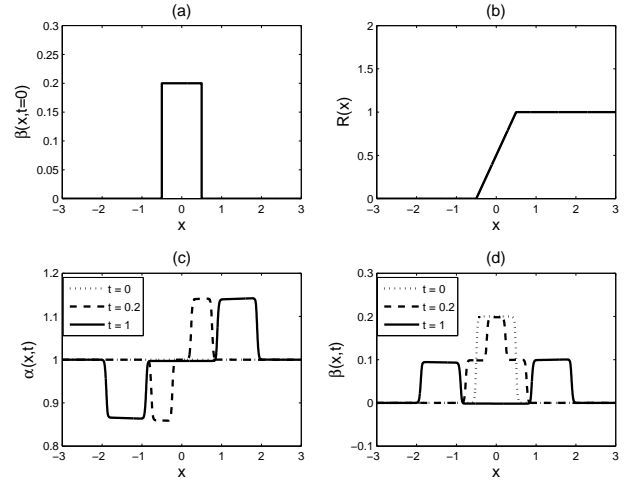 (a)
0.3
0.25
0.2
0.15
0.1
0.05
0
β(x,t=0)
−3 −2 −1 0 1 2 3
x
(b)
2
1.5
1
0.5
0
R(x)
−3 −2 −1 0 1 2 3
x
(c)
1.2
1.1
1
0.9
0.8
α(x,t)
t = 0
t = 0.2
t = 1
−3 −2 −1 0 1 2 3
x
(d)
0.3
0.2
0.1
0
−0.1
β(x,t)
t = 0
t = 0.2
t = 1
−3 −2 −1 0 1 2 3
x